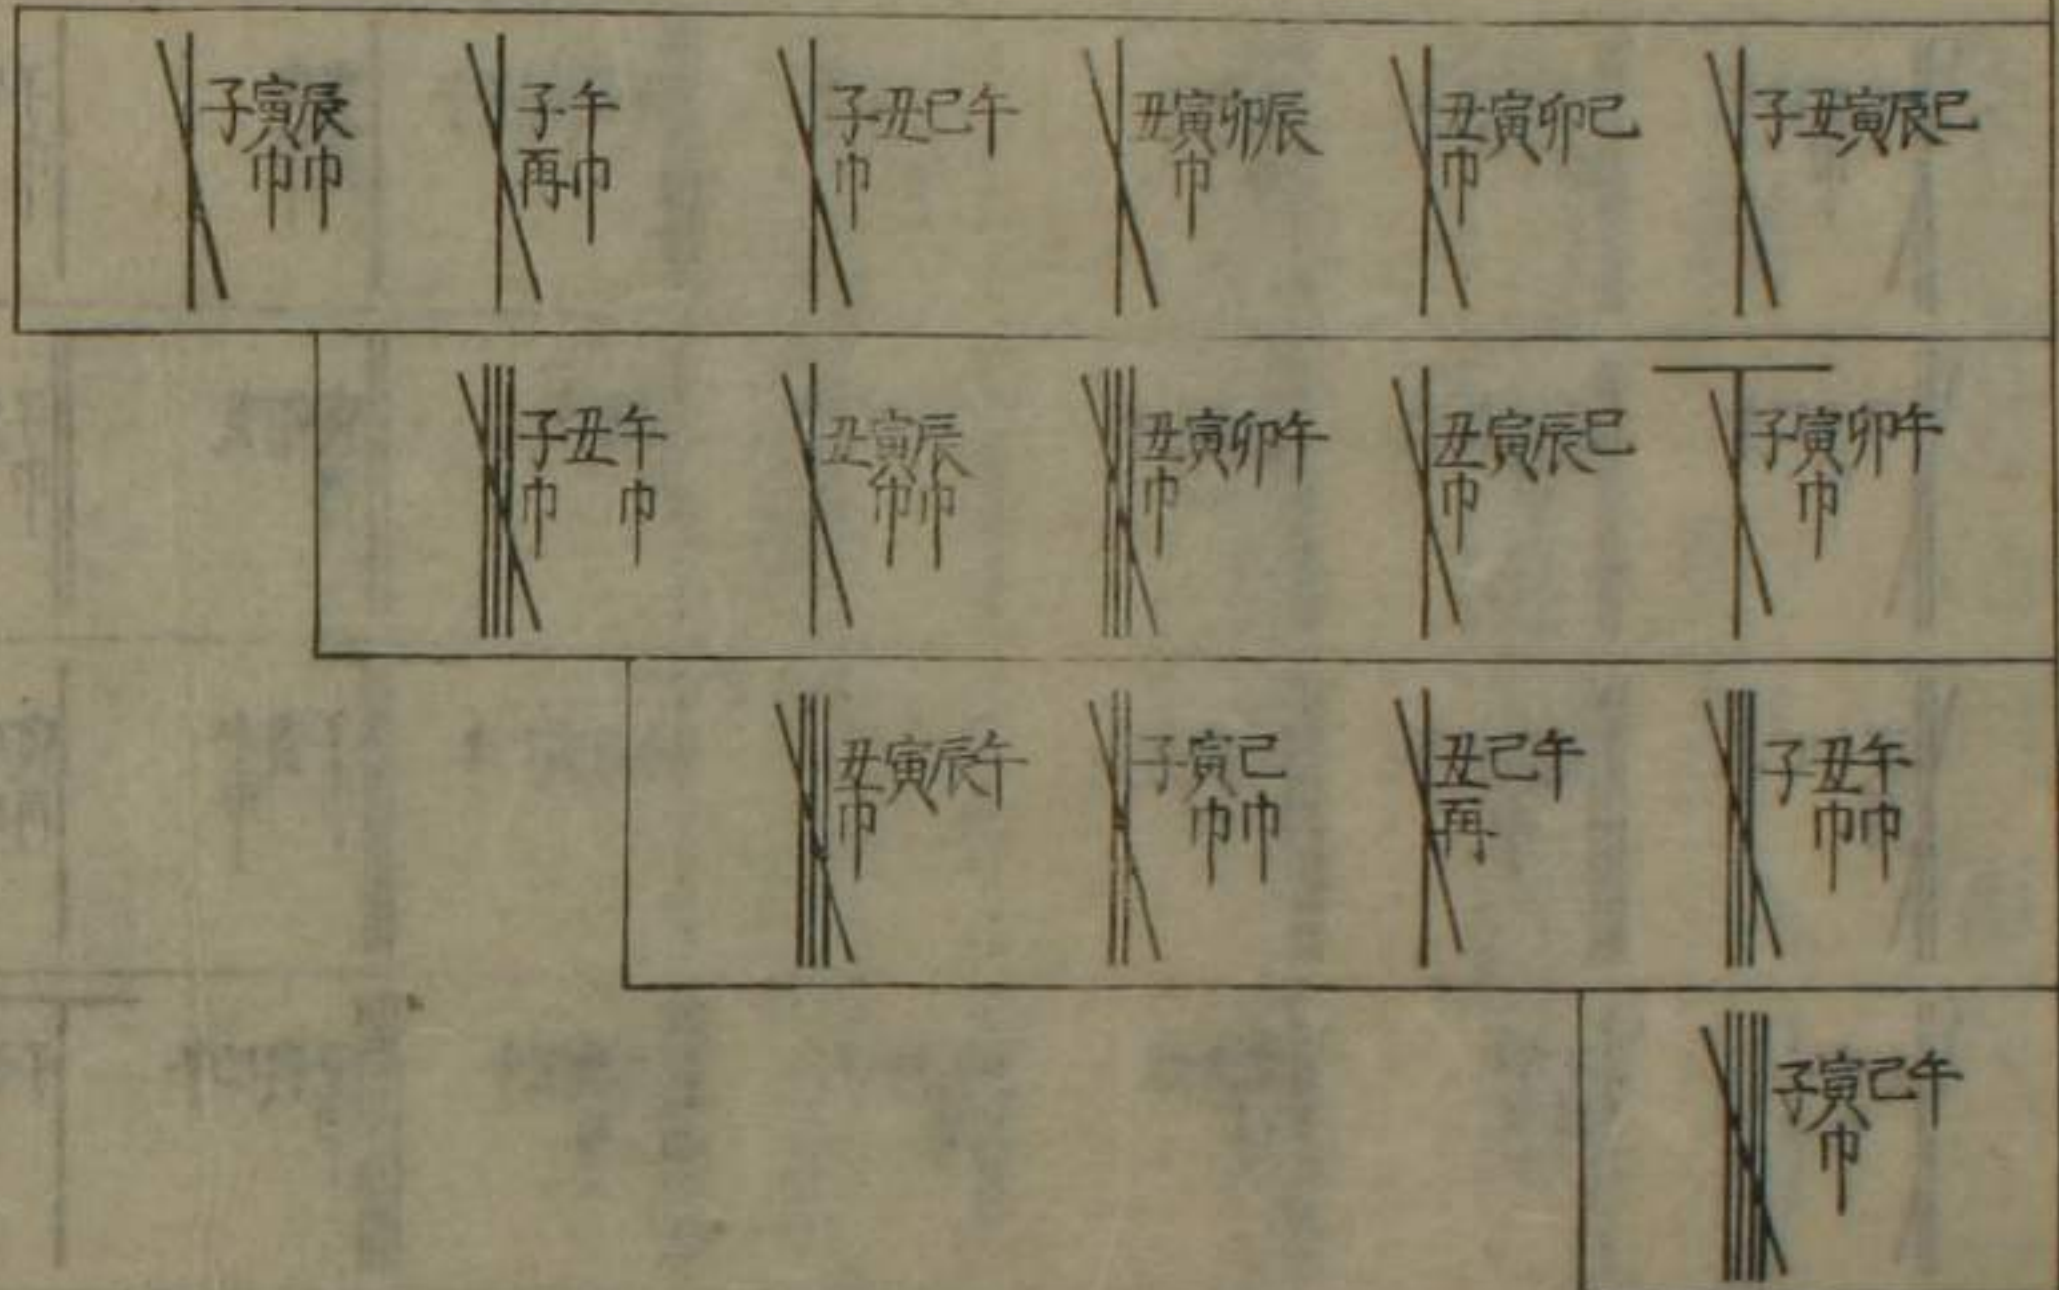 子丑寅辰巳
丑寅卯巳
巾
丑寅卯辰
巾
子丑巳午
巾
子午
再巾
子寅辰
巾巾
子寅卯午
巾
丑寅辰巳
巾
丑寅卯午
巾
丑寅辰
巾巾
子丑午
巾 巾
子丑午
巾巾
丑巳午
再
子寅巳
巾巾
丑寅辰午
巾
子寅巳午
巾